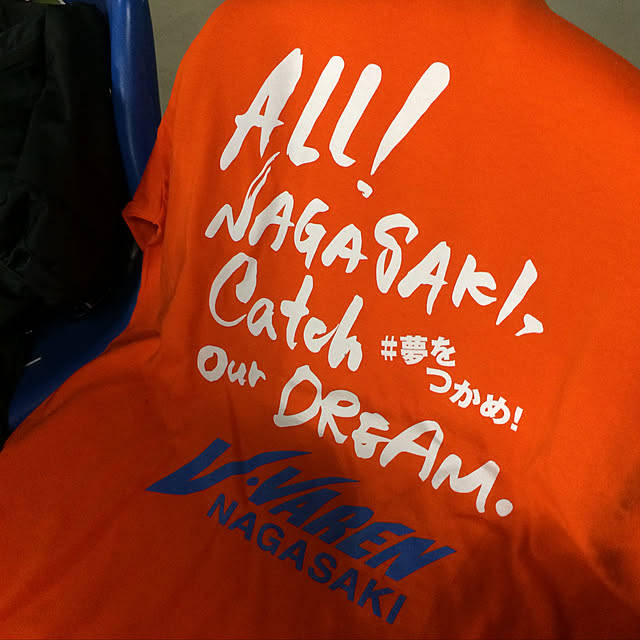 ALL!
NAGASAKI,
Catch
#夢を
つかめ!
our DREAM.
V·VAREN
NAGASAKI